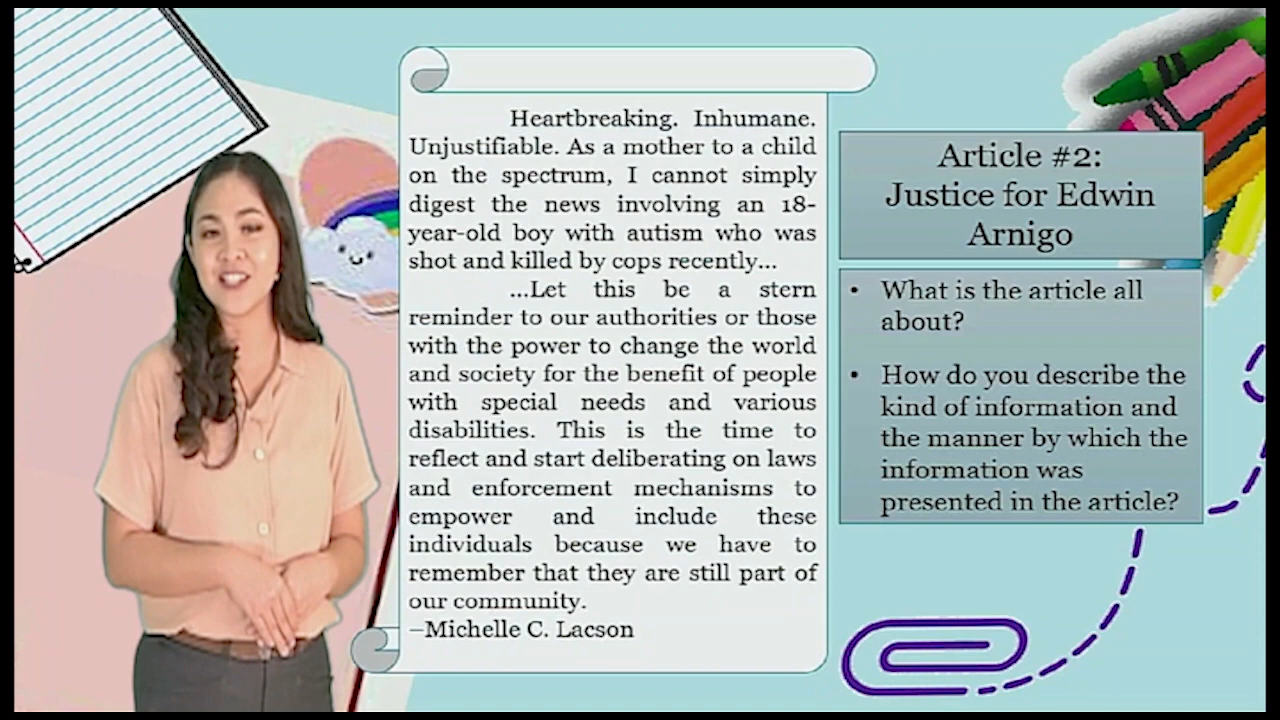 Heartbreaking. Inhumane.
Unjustifiable. As a mother to a child
on the spectrum, I cannot simply
digest the news involving an 18-
year-old boy with autism who was
shot and killed by cops recently...
...Let this be a stern
reminder to our authorities or those
with the power to change the world
and society for the benefit of people
with special needs and various
disabilities. This is the time to
reflect and start deliberating on laws
and enforcement mechanisms to
empower and include these
individuals because we have to
remember that they are still part of
our community.
–Michelle C. Lacson
Article #2:
Justice for Edwin
Arnigo
• What is the article all
about?
• How do you describe the
kind of information and
the manner by which the
information was
presented in the article?